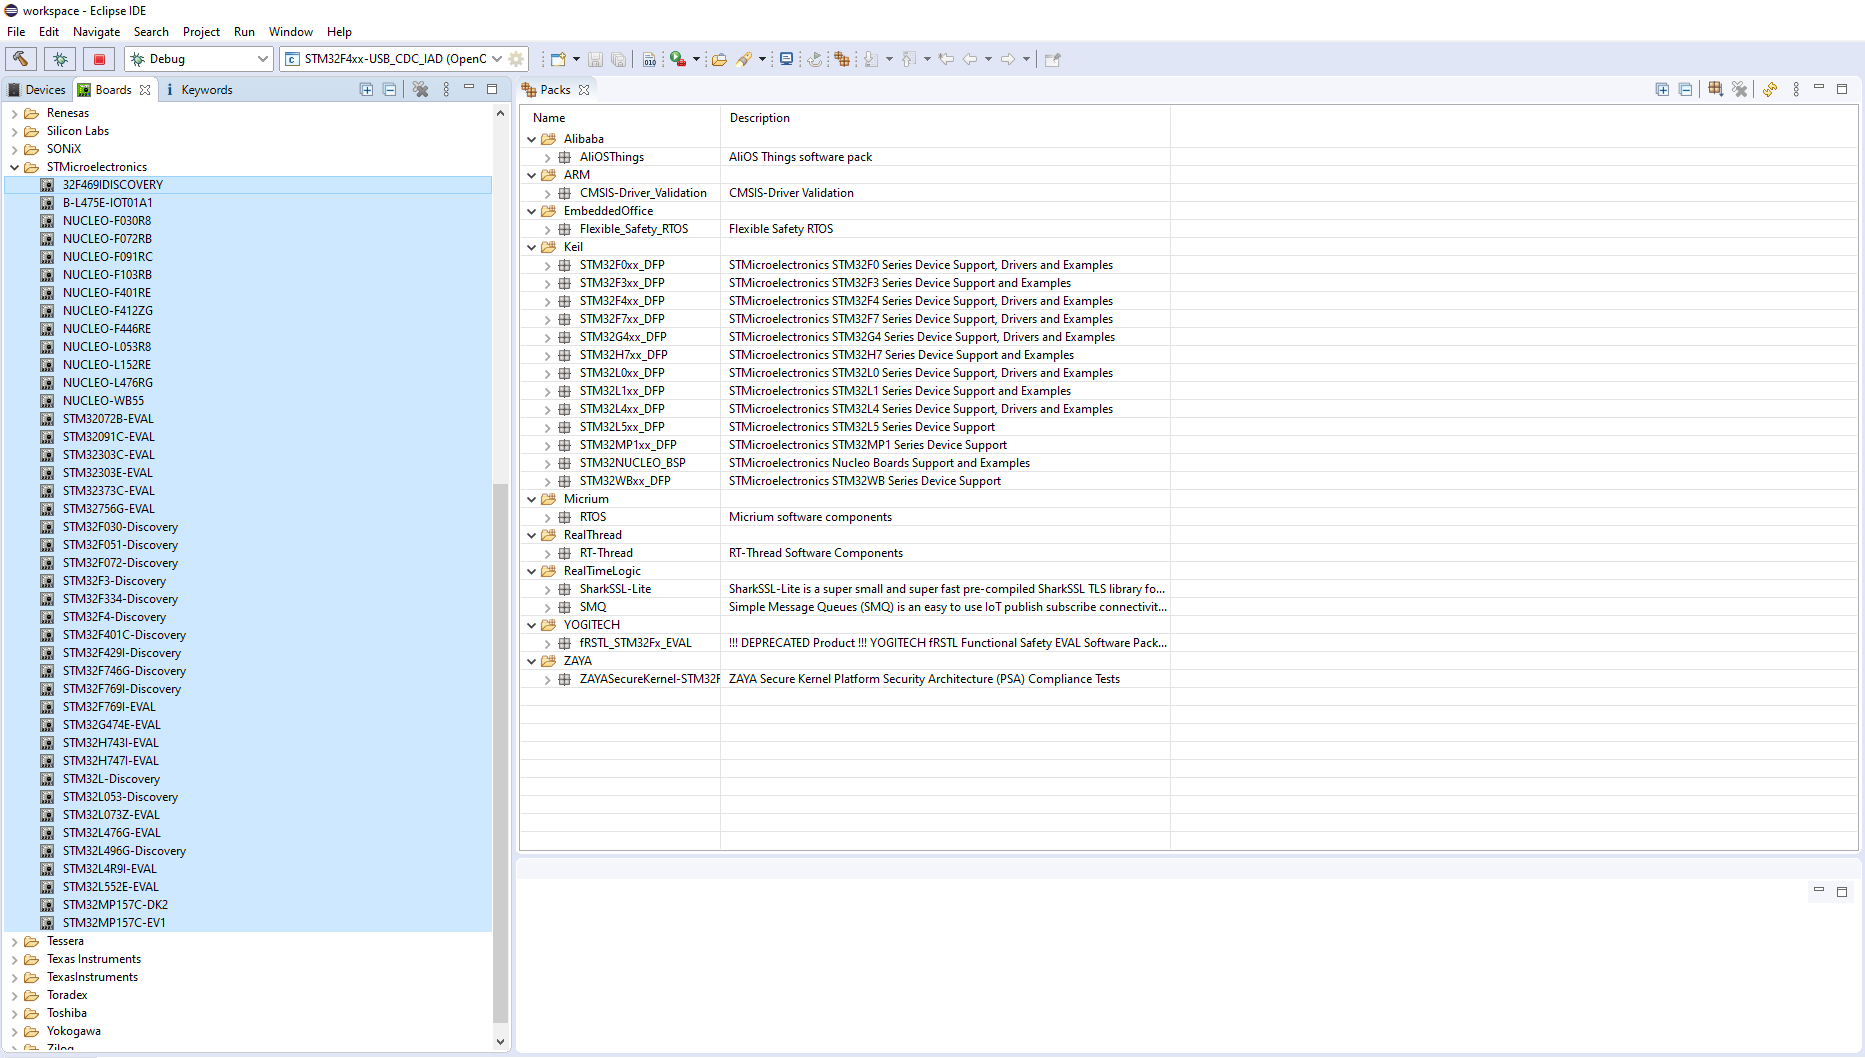 workspace - Eclipse IDE
File Edit Navigate Search Project Run Window Help
Debug
STM32F4xx-USB_CDC_IAD (OpenC
Devices Boards Keywords
Renesas
Silicon Labs
SONiX
STMicroelectronics
32F469IDISCOVERY
B-L475E-IOT01A1
NUCLEO-F030R8
NUCLEO-F072RB
NUCLEO-F091RC
NUCLEO-F103RB
NUCLEO-F401RE
NUCLEO-F412ZG
NUCLEO-F446RE
NUCLEO-L053R8
NUCLEO-L152RE
NUCLEO-L476RG
NUCLEO-WB55
STM32072B-EVAL
STM32091C-EVAL
STM32303C-EVAL
STM32303E-EVAL
STM32373C-EVAL
STM32756G-EVAL
STM32F030-Discovery
STM32F051-Discovery
STM32F072-Discovery
STM32F3-Discovery
STM32F334-Discovery
STM32F4-Discovery
STM32F401C-Discovery
STM32F429I-Discovery
STM32F746G-Discovery
STM32F769I-Discovery
STM32F769I-EVAL
STM32G474E-EVAL
STM32H743I-EVAL
STM32H747I-EVAL
STM32L-Discovery
STM32L053-Discovery
STM32L073Z-EVAL
STM32L476G-EVAL
STM32L496G-Discovery
STM32L4R9I-EVAL
STM32L552E-EVAL
STM32MP157C-DK2
STM32MP157C-EV1
Tessera
Texas Instruments
TexasInstruments
Toradex
Toshiba
Yokogawa
Zilog
Packs
Name Description
Alibaba
AliOSThings AliOS Things software pack
ARM
CMSIS-Driver_Validation CMSIS-Driver Validation
EmbeddedOffice
Flexible_Safety_RTOS Flexible Safety RTOS
Keil
STM32F0xx_DFP STMicroelectronics STM32F0 Series Device Support, Drivers and Examples
STM32F3xx_DFP STMicroelectronics STM32F3 Series Device Support and Examples
STM32F4xx_DFP STMicroelectronics STM32F4 Series Device Support, Drivers and Examples
STM32F7xx_DFP STMicroelectronics STM32F7 Series Device Support, Drivers and Examples
STM32G4xx_DFP STMicroelectronics STM32G4 Series Device Support, Drivers and Examples
STM32H7xx_DFP STMicroelectronics STM32H7 Series Device Support and Examples
STM32L0xx_DFP STMicroelectronics STM32L0 Series Device Support, Drivers and Examples
STM32L1xx_DFP STMicroelectronics STM32L1 Series Device Support and Examples
STM32L4xx_DFP STMicroelectronics STM32L4 Series Device Support, Drivers and Examples
STM32L5xx_DFP STMicroelectronics STM32L5 Series Device Support
STM32MP1xx_DFP STMicroelectronics STM32MP1 Series Device Support
STM32NUCLEO_BSP STMicroelectronics Nucleo Boards Support and Examples
STM32WBxx_DFP STMicroelectronics STM32WB Series Device Support
Micrium
RTOS Micrium software components
RealThread
RT-Thread RT-Thread Software Components
RealTimeLogic
SharkSSL-Lite SharkSSL-Lite is a super small and super fast pre-compiled SharkSSL TLS library fo...
SMQ Simple Message Queues (SMQ) is an easy to use IoT publish subscribe connectivit...
YOGITECH
fRSTL_STM32Fx_EVAL !!! DEPRECATED Product !!! YOGITECH fRSTL Functional Safety EVAL Software Pack...
ZAYA
ZAYASecureKernel-STM32F ZAYA Secure Kernel Platform Security Architecture (PSA) Compliance Tests